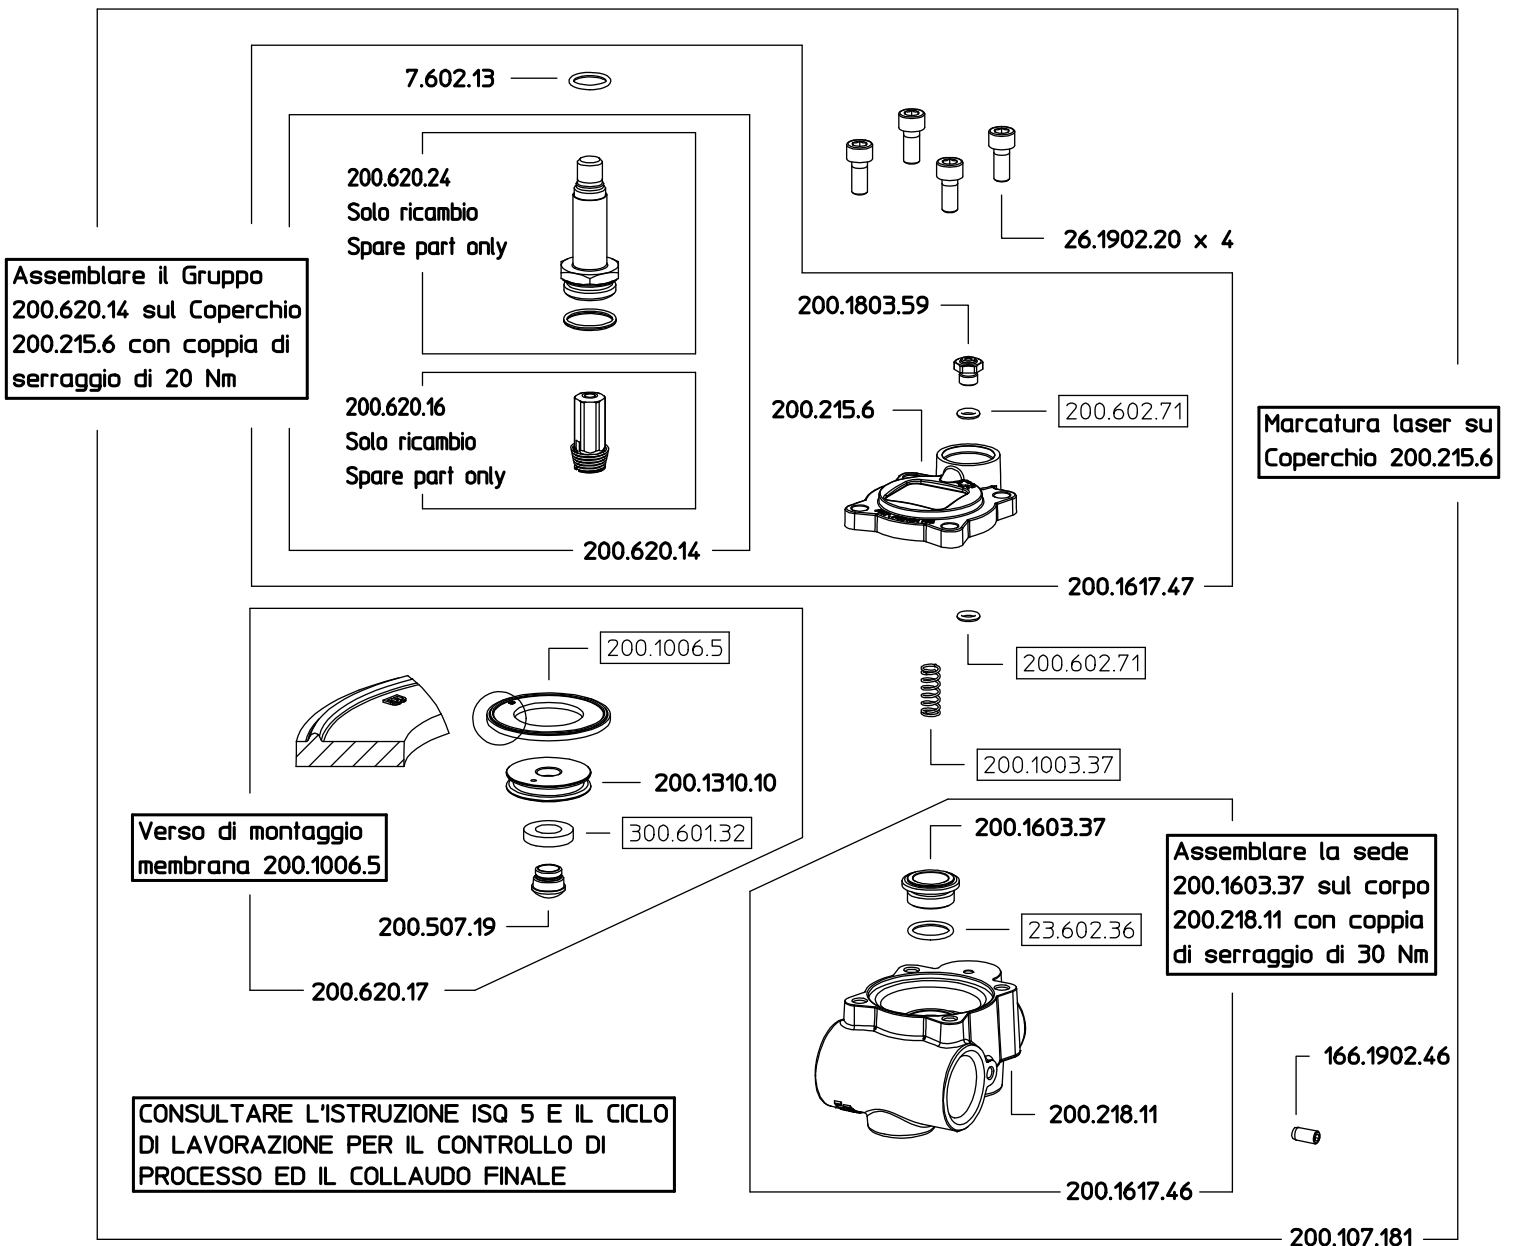 7.602.13
200.620.24
Solo ricambio
Spare part only
26.1902.20 x 4
Assemblare il Gruppo
200.620.14 sul Coperchio
200.215.6 con coppia di
serraggio di 20 Nm
200.1803.59
200.620.16
Solo ricambio
Spare part only
200.215.6
200.602.71
Marcatura laser su
Coperchio 200.215.6
200.620.14
200.1617.47
200.1006.5
200.602.71
200.1003.37
200.1310.10
Verso di montaggio
membrana 200.1006.5
300.601.32
200.1603.37
Assemblare la sede
200.1603.37 sul corpo
200.218.11 con coppia
di serraggio di 30 Nm
200.507.19
23.602.36
200.620.17
166.1902.46
200.218.11
CONSULTARE L'ISTRUZIONE ISQ 5 E IL CICLO
DI LAVORAZIONE PER IL CONTROLLO DI
PROCESSO ED IL COLLAUDO FINALE
200.1617.46
200.107.181